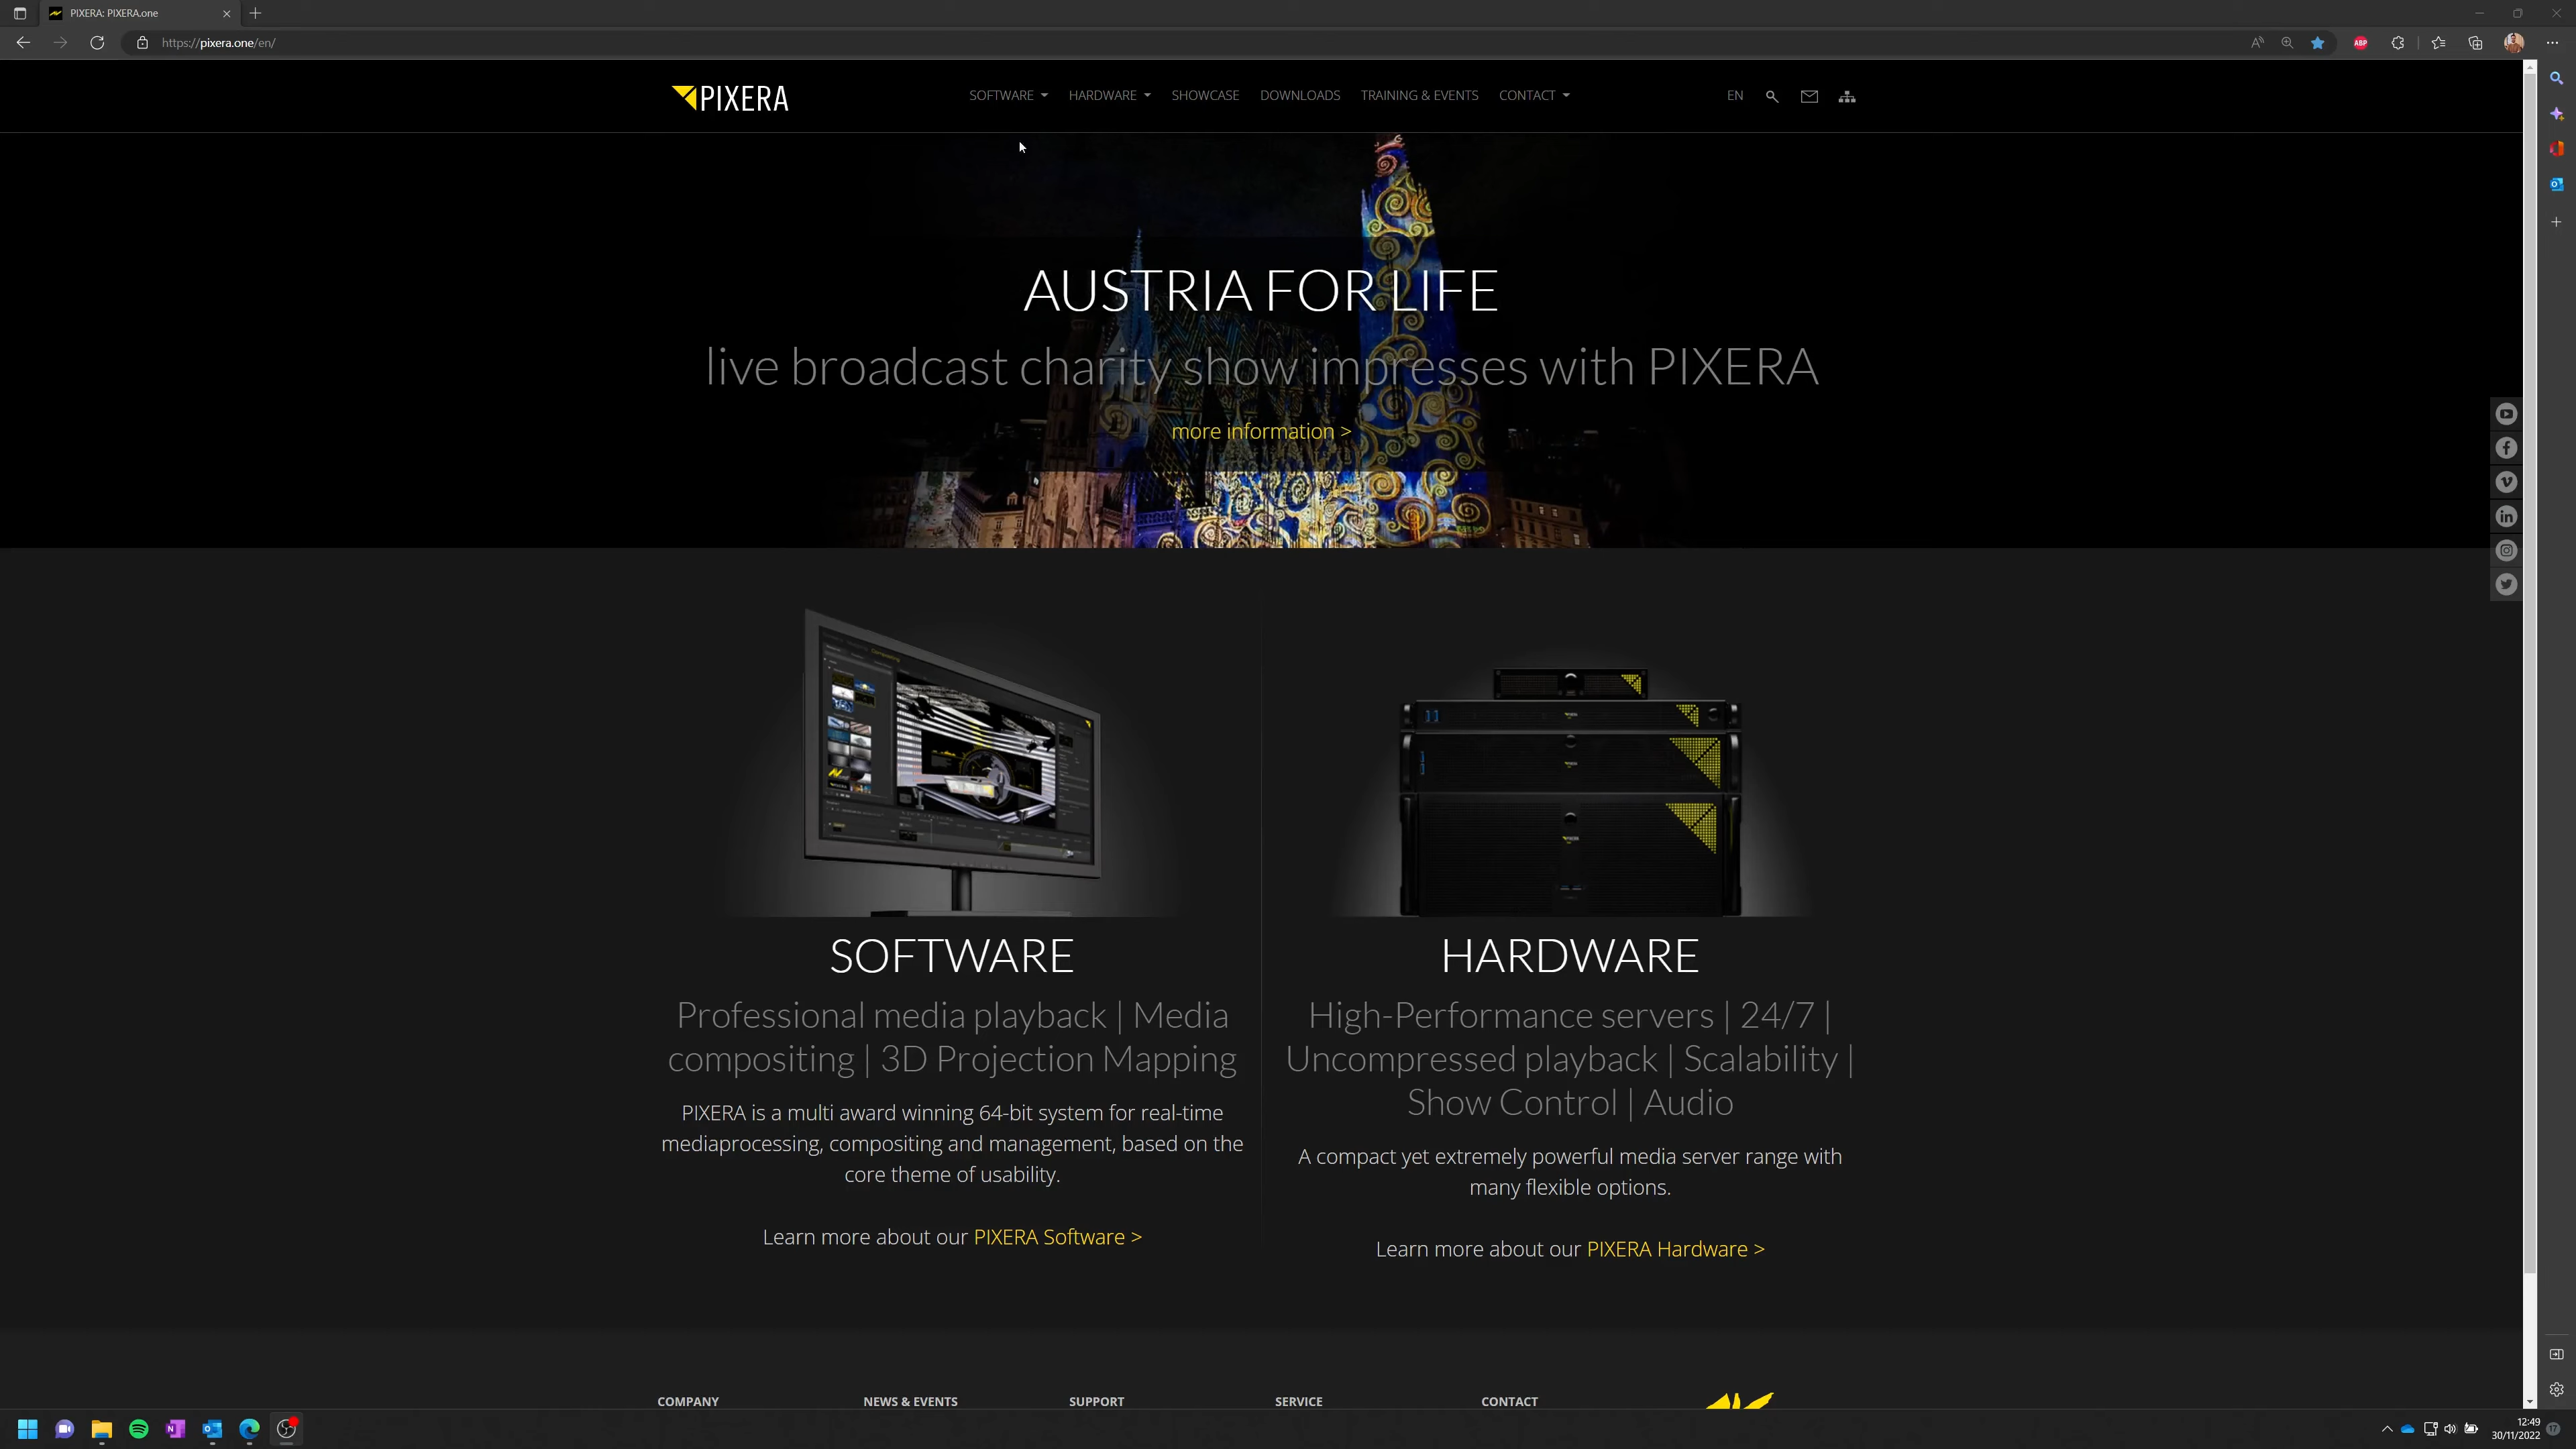 PIXERA: PIXERA.one
https://pixera.one/en/
ABP
PIXERA
SOFTWARE
HARDWARE
SHOWCASE
DOWNLOADS
TRAINING & EVENTS
CONTACT
EN
AUSTRIA FOR LIFE
live broadcast charity show impresses with PIXERA
more information >
SOFTWARE
Professional media playback | Media
compositing | 3D Projection Mapping
PIXERA is a multi award winning 64-bit system for real-time
mediaprocessing, compositing and management, based on the
core theme of usability.
Learn more about our PIXERA Software >
HARDWARE
High-Performance servers | 24/7 |
Uncompressed playback | Scalability |
Show Control | Audio
A compact yet extremely powerful media server range with
many flexible options.
Learn more about our PIXERA Hardware >
COMPANY
NEWS & EVENTS
SUPPORT
SERVICE
CONTACT
12:49
30/11/2022
17